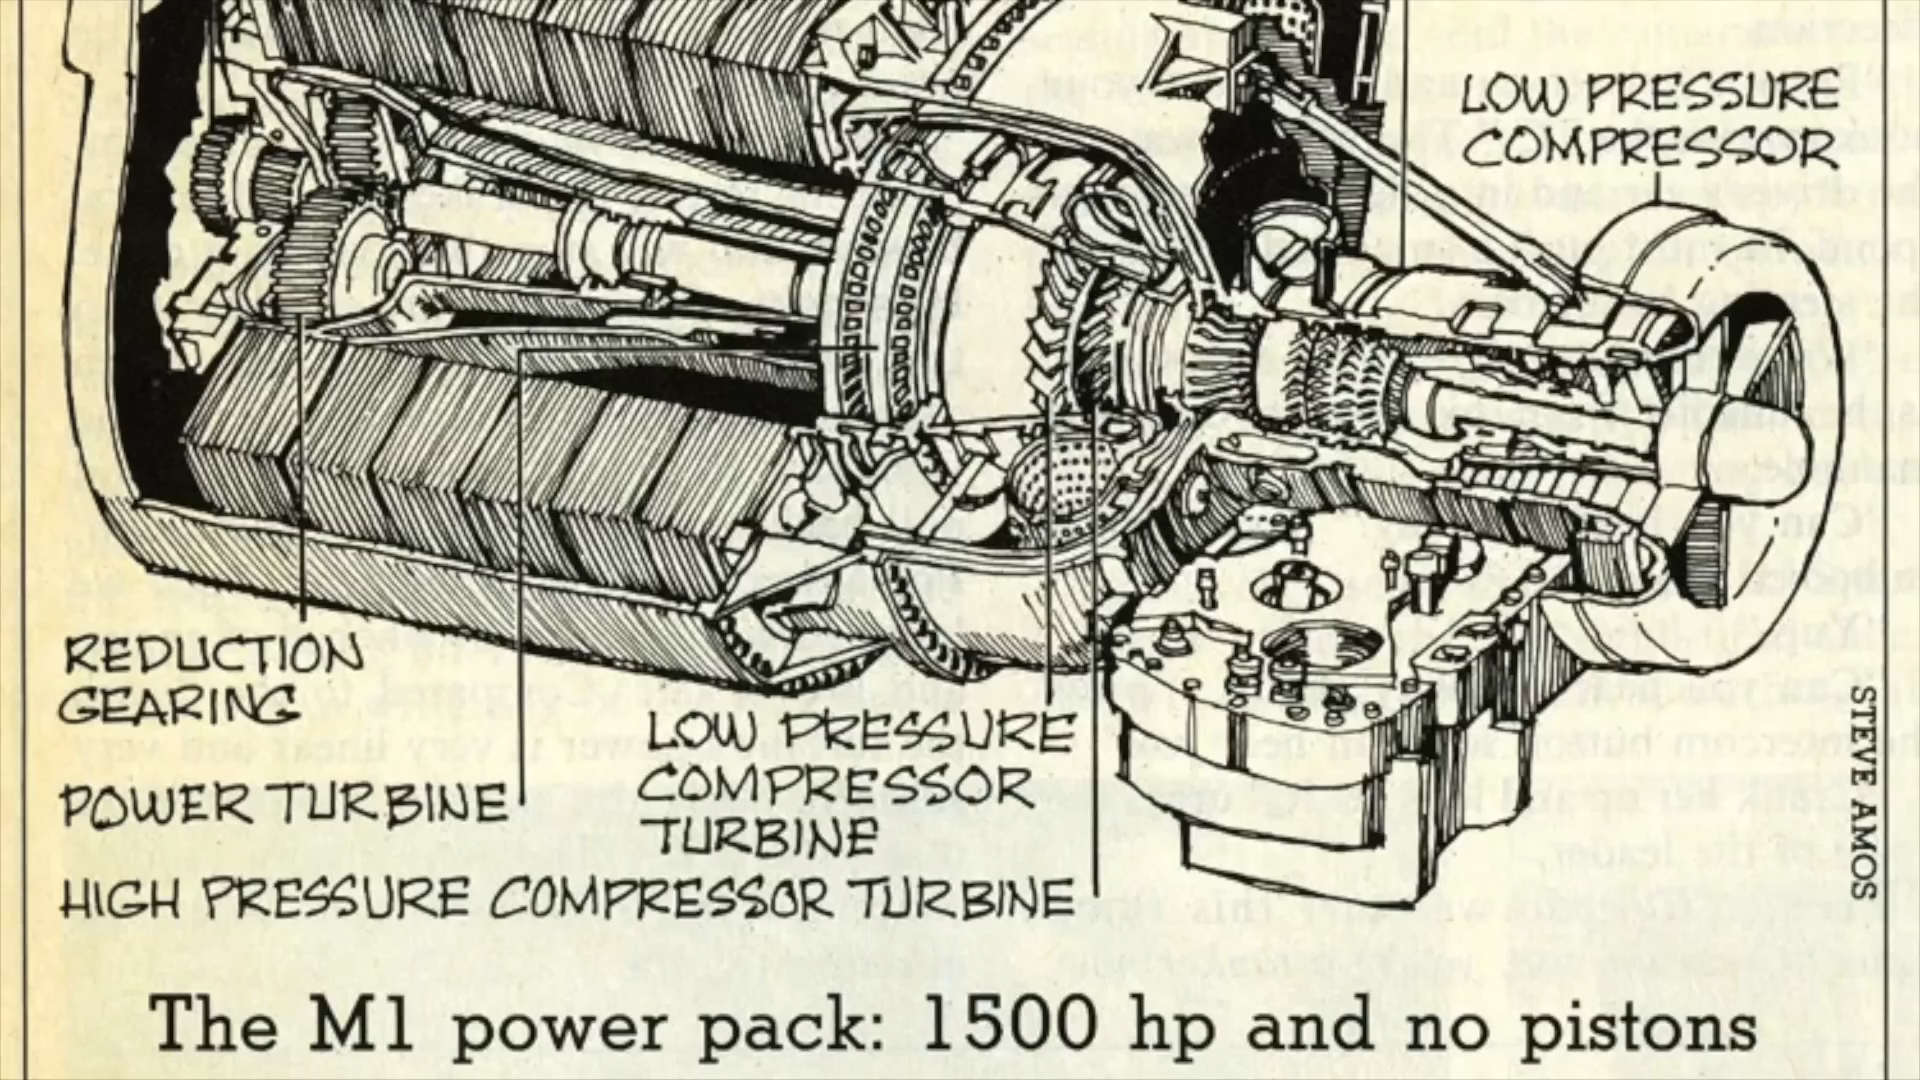 LOW PRESSURE
COMPRESSOR
REDUCTION
GEARING
POWER TURBINE
LOW PRESSURE
COMPRESSOR
TURBINE
HIGH PRESSURE COMPRESSOR TURBINE
STEVE AMOS
The M1 power pack: 1500 hp and no pistons